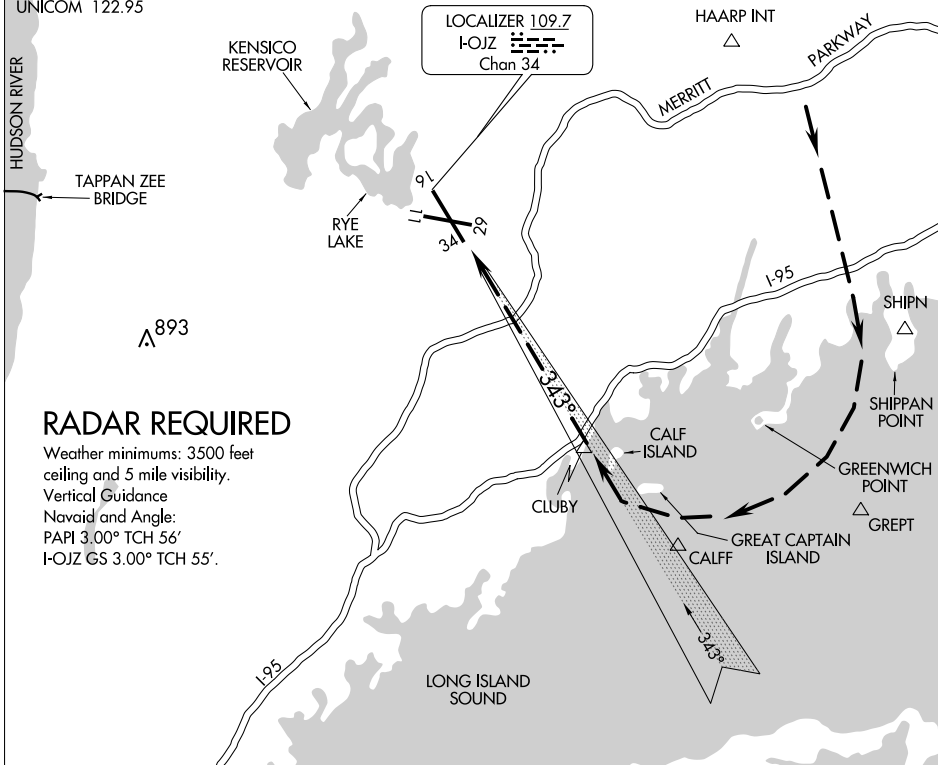 UNICOM 122.95
LOCALIZER 109.7
I-OJZ
Chan 34
HAARP INT
KENSICO
RESERVOIR
MERRITT
PARKWAY
HUDSON RIVER
TAPPAN ZEE
BRIDGE
RYE
LAKE
16
11
29
34
I-95
SHIPN
893
343°
SHIPPAN
POINT
RADAR REQUIRED
Weather minimums: 3500 feet
ceiling and 5 mile visibility.
Vertical Guidance
Navaid and Angle:
PAPI 3.00° TCH 56'
I-OJZ GS 3.00° TCH 55'.
CALF
ISLAND
GREENWICH
POINT
CLUBY
GREPT
GREAT CAPTAIN
ISLAND
CALFF
343°
I-95
LONG ISLAND
SOUND